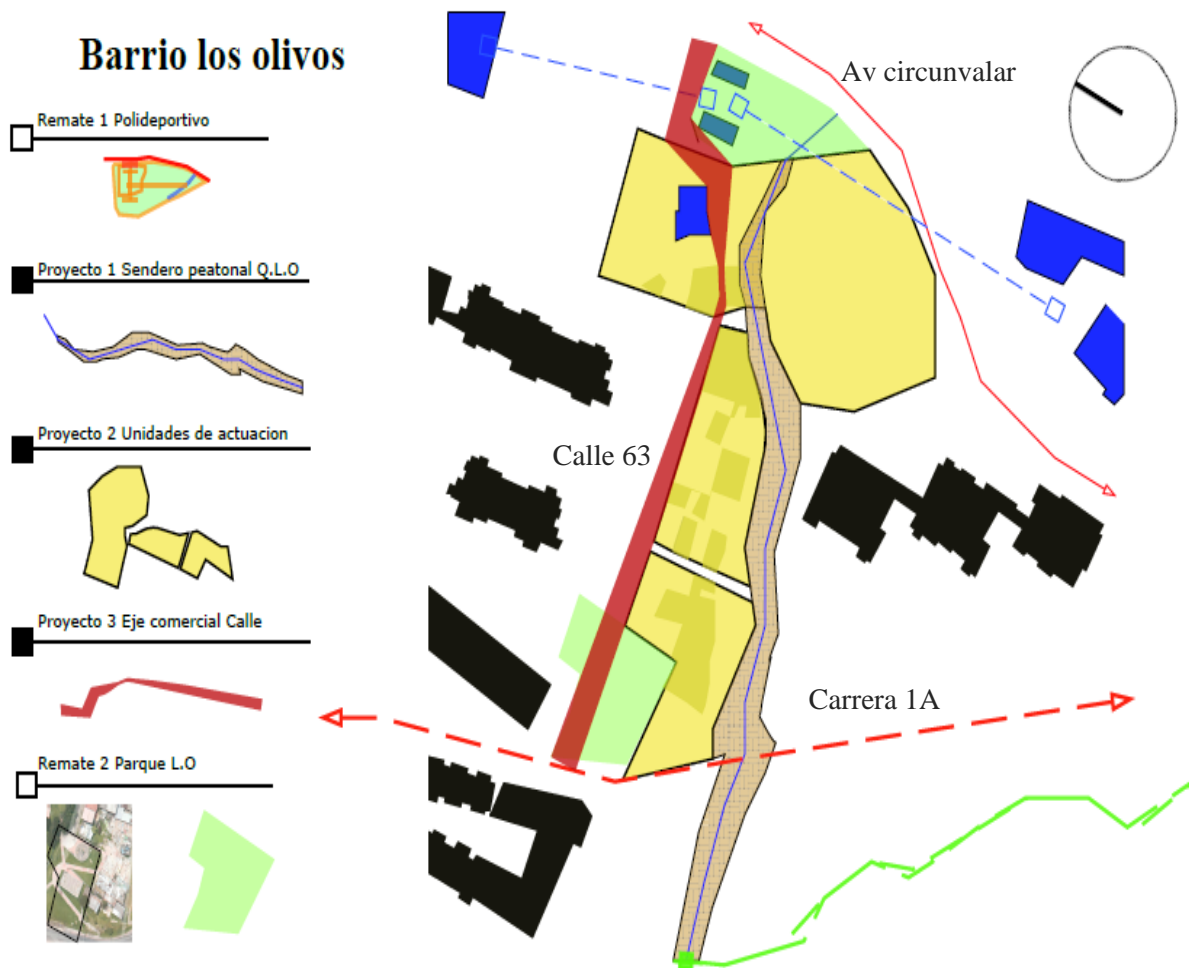 Barrio los olivos
Remate 1 Polideportivo
Proyecto 1 Sendero peatonal Q.L.O
Proyecto 2 Unidades de actuacion
Proyecto 3 Eje comercial Calle
Remate 2 Parque L.O
Av circunvalar
Calle 63
Carrera 1A